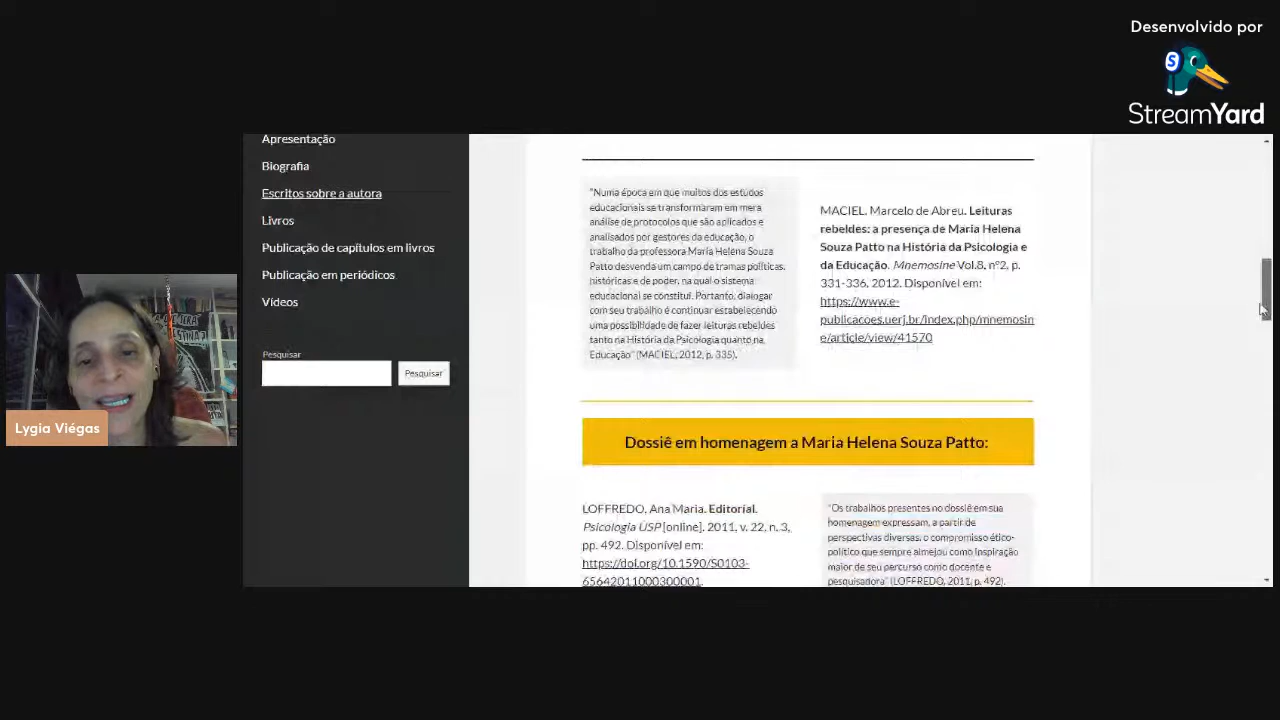 Desenvolvido por
StreamYard
Apresentação
Biografia
Escritos sobre a autora
Livros
Publicação de capítulos em livros
Publicação em periódicos
Vídeos
Pesquisar
Pesquisar
Lygia Viégas
"Numa época em que muitos dos estudos
educacionais se transformaram em mera
análise de protocolos que são aplicados e
analisados por gestores da educação, o
trabalho da professora Maria Helena Souza
Patto desvenda um campo de tramas políticas,
históricas e de poder, na qual o sistema
educacional se constitui. Portanto, dialogar
com seu trabalho é continuar estabelecendo
uma possibilidade de fazer leituras rebeldes
tanto na História da Psicologia quanto na
Educação" (MACIEL, 2012, p. 335).
MACIEL. Marcelo de Abreu. Leituras
rebeldes: a presença de Maria Helena
Souza Patto na História da Psicologia e
da Educação. Mnemosine Vol.8, nº2, p.
331-336, 2012. Disponível em:
https://www.e-
publicacoes.uerj.br/index.php/mnemosin
e/article/view/41570
Dossiê em homenagem a Maria Helena Souza Patto:
LOFFREDO, Ana Maria. Editorial.
Psicologia USP [online]. 2011, v. 22, n. 3,
pp. 492. Disponível em:
https://doi.org/10.1590/S0103-
65642011000300001.
"Os trabalhos presentes no dossiê em sua
homenagem expressam, a partir de
perspectivas diversas, o compromisso ético-
político que sempre almejou como inspiração
maior de seu percurso como docente e
pesquisadora" (LOFFREDO, 2011, p. 492).